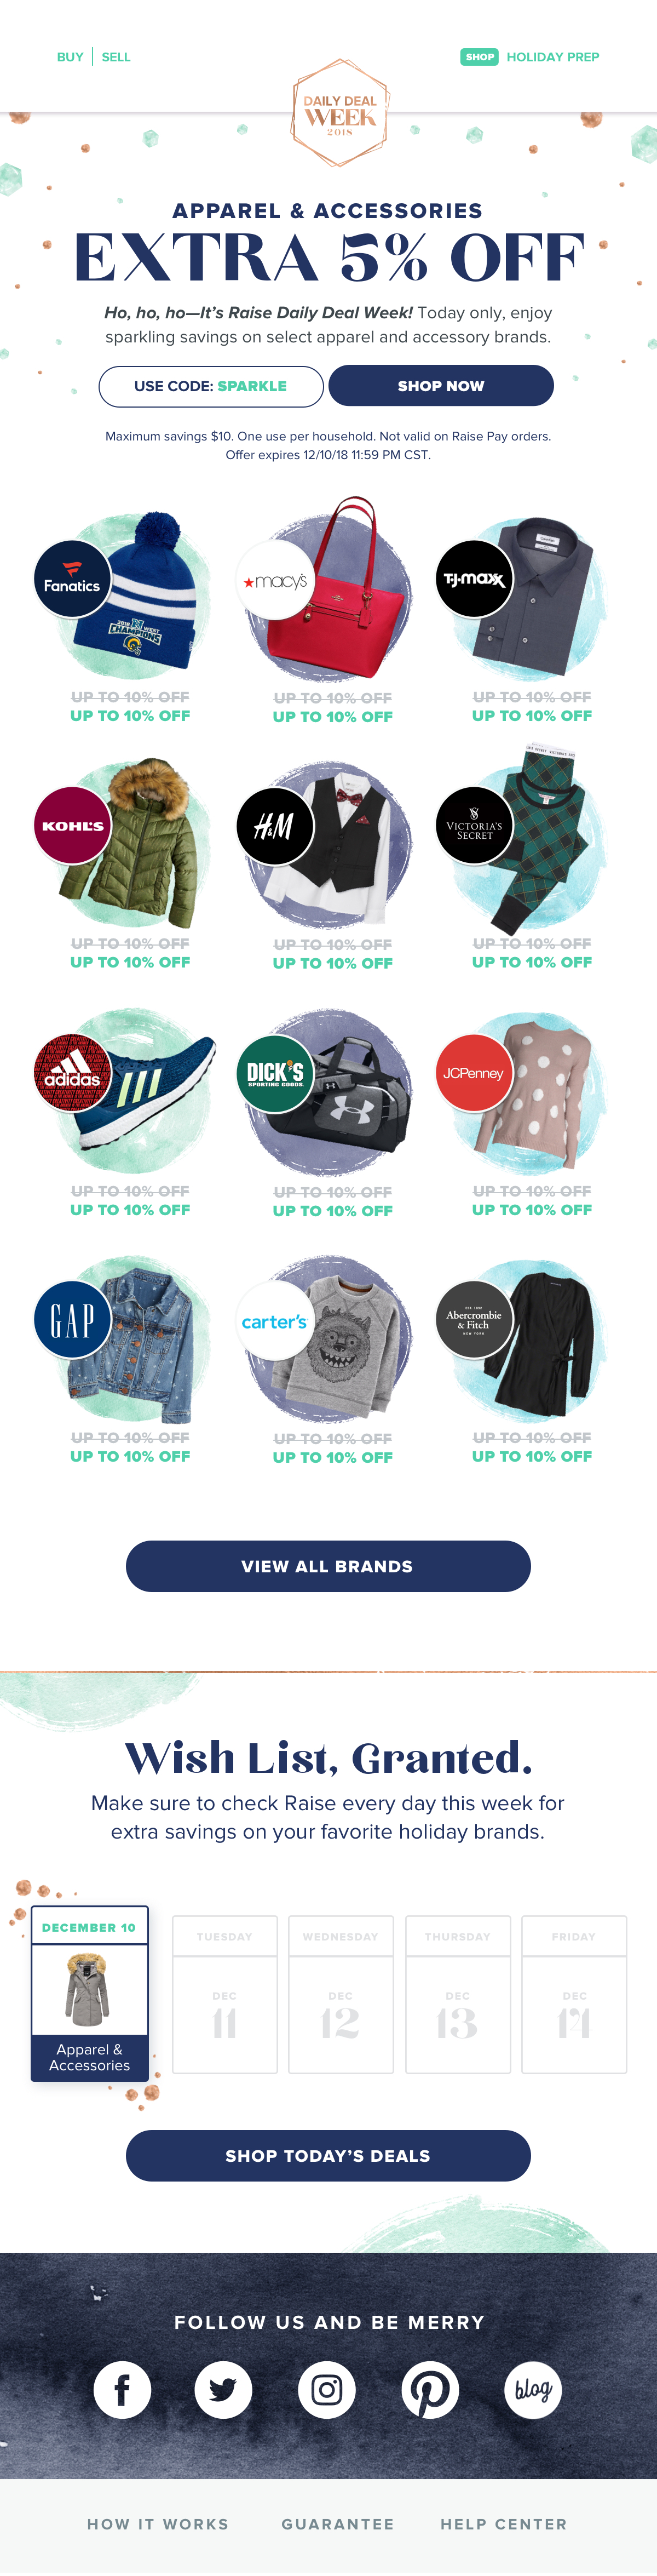 BUY | SELL
SHOP HOLIDAY PREP
DAILY DEAL
WEEK
2018
APPAREL & ACCESSORIES
EXTRA 5% OFF
Ho, ho, ho—It's Raise Daily Deal Week! Today only, enjoy
sparkling savings on select apparel and accessory brands.
USE CODE: SPARKLE
SHOP NOW
Maximum savings $10. One use per household. Not valid on Raise Pay orders.
Offer expires 12/10/18 11:59 PM CST.
Fanatics
2018 WEST
CHAMPIONS
macy's
T·J·maxx
UP TO 10% OFF
UP TO 10% OFF
UP TO 10% OFF
UP TO 10% OFF
UP TO 10% OFF
UP TO 10% OFF
KOHL'S
H&M
VICTORIA'S
SECRET
UP TO 10% OFF
UP TO 10% OFF
UP TO 10% OFF
UP TO 10% OFF
UP TO 10% OFF
UP TO 10% OFF
adidas
DICK'S
SPORTING GOODS
JCPenney
UP TO 10% OFF
UP TO 10% OFF
UP TO 10% OFF
UP TO 10% OFF
UP TO 10% OFF
UP TO 10% OFF
GAP
carter's
EST. 1892
Abercrombie
& Fitch
NEW YORK
UP TO 10% OFF
UP TO 10% OFF
UP TO 10% OFF
UP TO 10% OFF
UP TO 10% OFF
UP TO 10% OFF
VIEW ALL BRANDS
Wish List, Granted.
Make sure to check Raise every day this week for
extra savings on your favorite holiday brands.
DECEMBER 10
Apparel &
Accessories
TUESDAY
DEC
11
WEDNESDAY
DEC
12
THURSDAY
DEC
13
FRIDAY
DEC
14
SHOP TODAY'S DEALS
FOLLOW US AND BE MERRY
blog
HOW IT WORKS
GUARANTEE
HELP CENTER